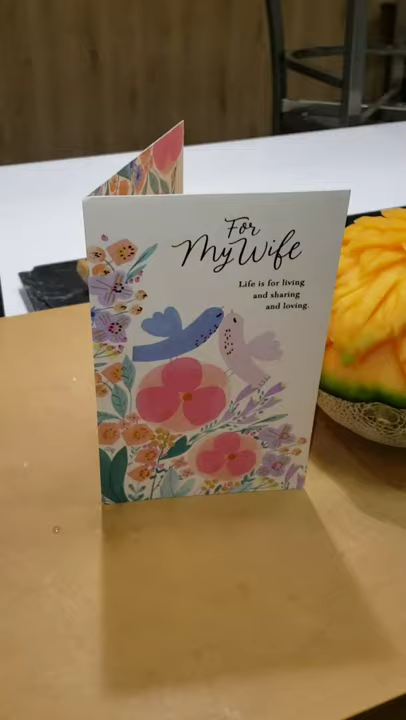 For
My Wife
Life is for living
and sharing
and loving.